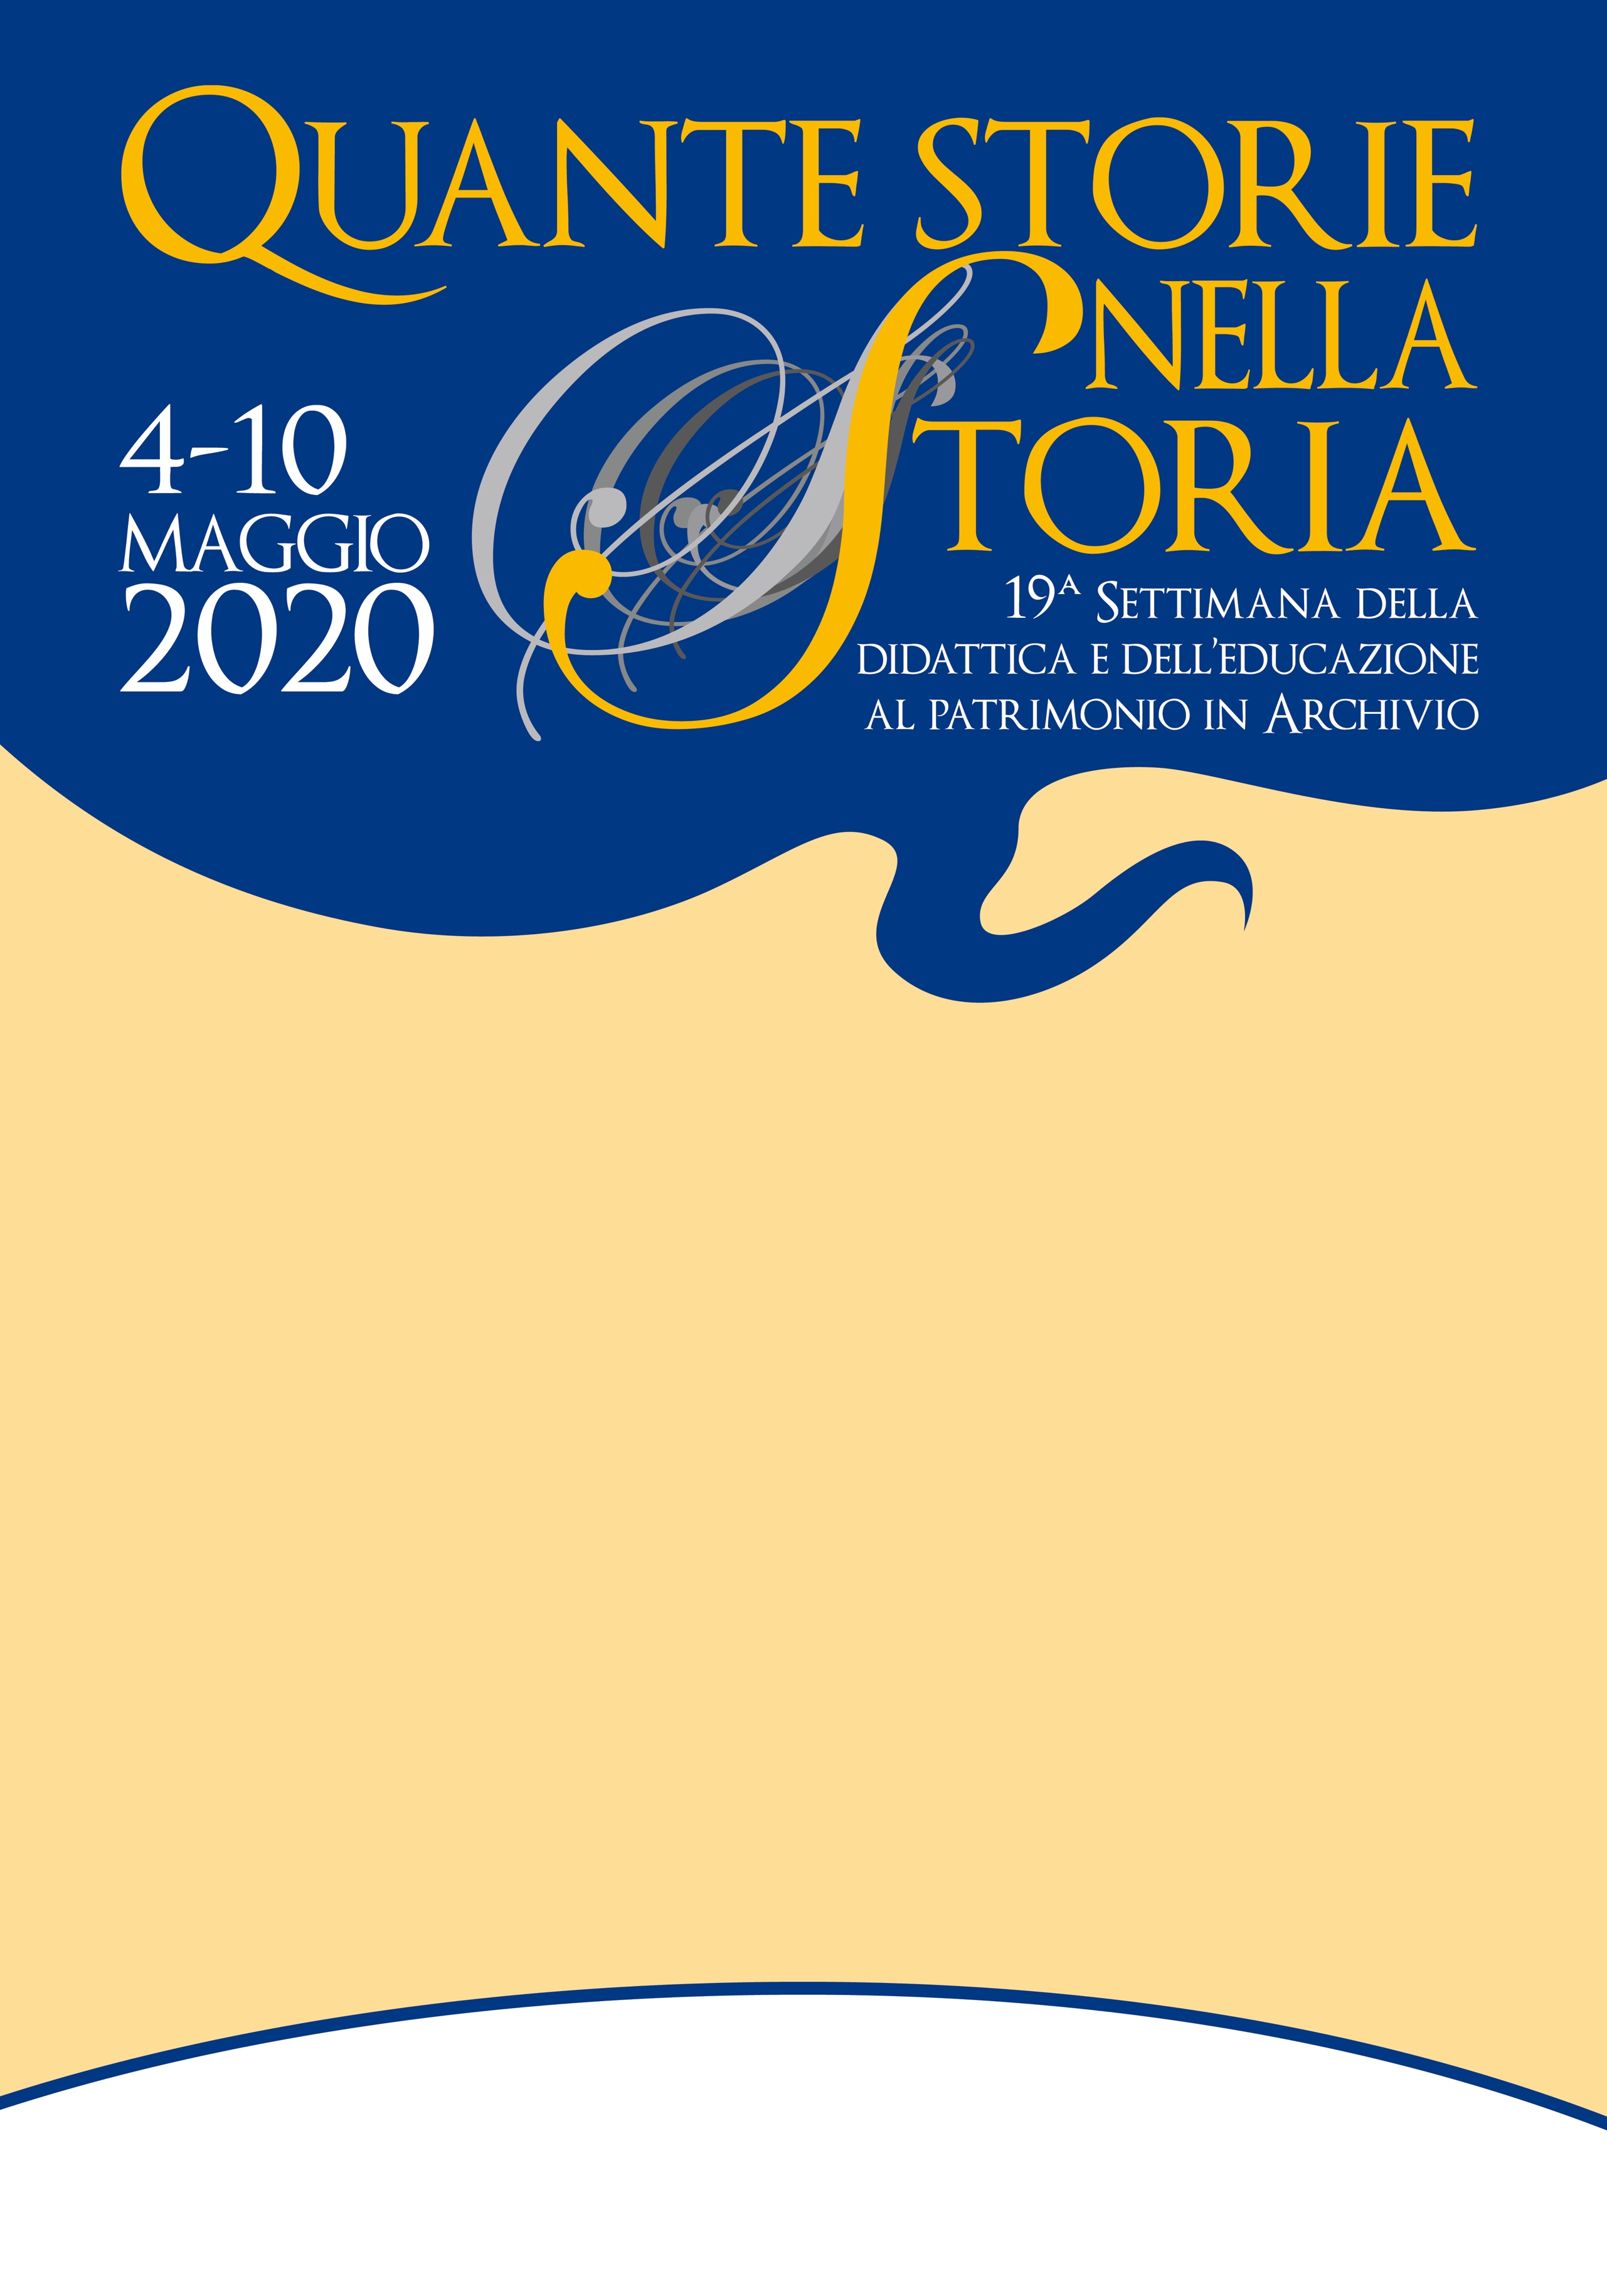 QUANTE STORIE
NELLA
STORIA
4-10
MAGGIO
2020
19ᴬ SETTIMANA DELLA
DIDATTICA E DELL'EDUCAZIONE
AL PATRIMONIO IN ARCHIVIO